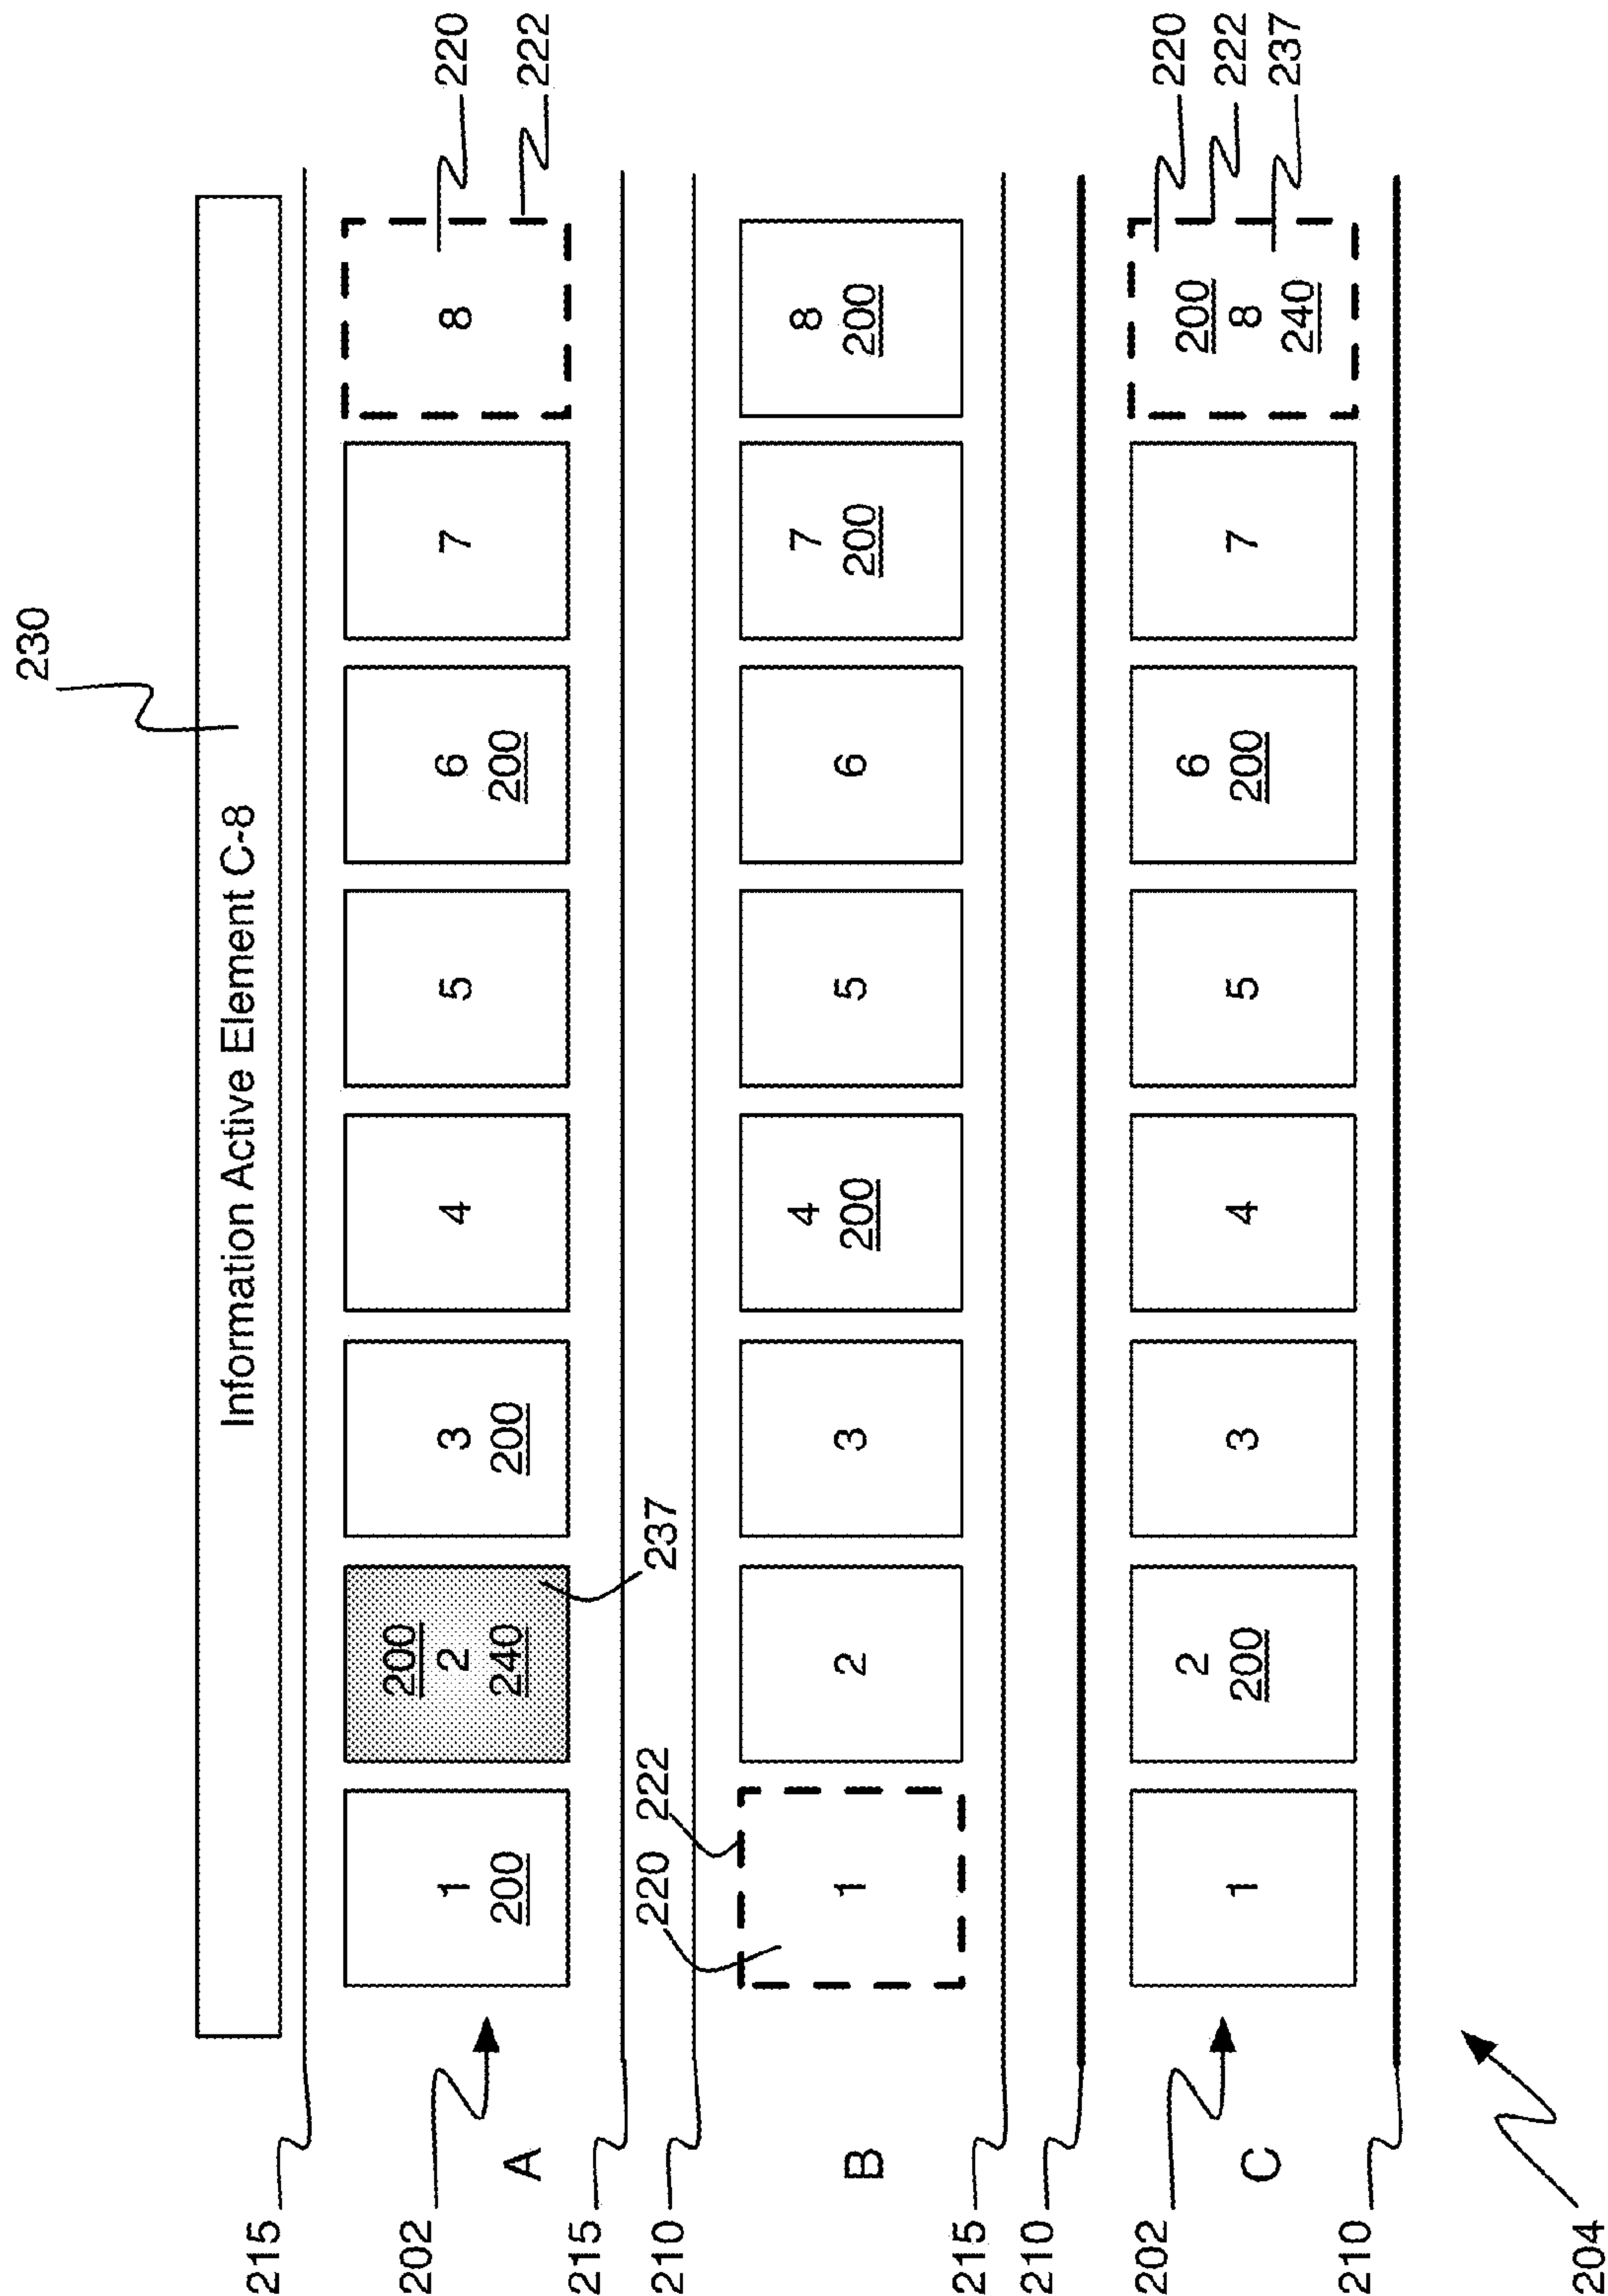 230
Information Active Element C-8
215
200
202
1 2 3 4 5 6 7 8 220
200 240 200 200
A 222
215
220 222 237
210
4 7 8
B 1 2 3 200 5 6 200 200
215
210
202 220
2 6 200
1 200 3 4 5 200 7 8 222
C 240 237
210
204